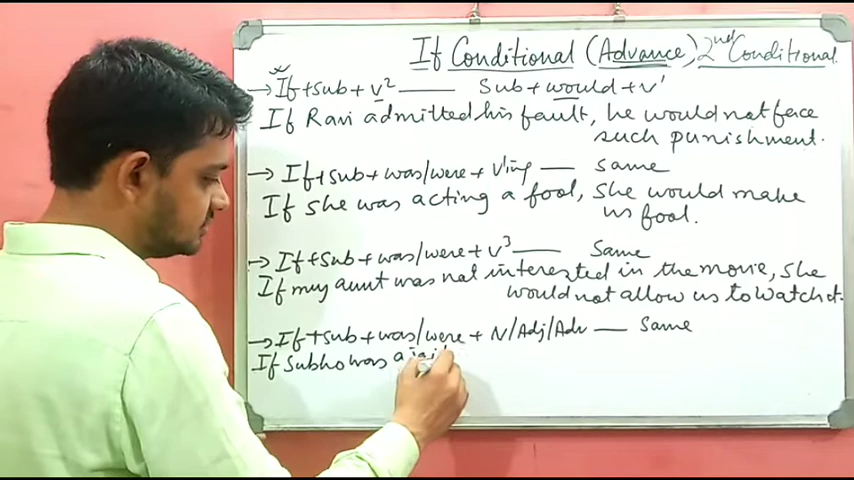 If Conditional (Advance) 2nd Conditional.
→ If + sub + v² —— Sub + would + v¹
If Ravi admitted his fault, he would not face
such punishment.
→ If + sub + was/were + v'ing — same
If she was acting a fool, she would make
us fool.
→ If + sub + was/were + v³ —— Same
If my aunt was not interested in the movie, she
would not allow us to watch it.
→ If + sub + was/were + N/Adj/Adv — Same
If Subho was a